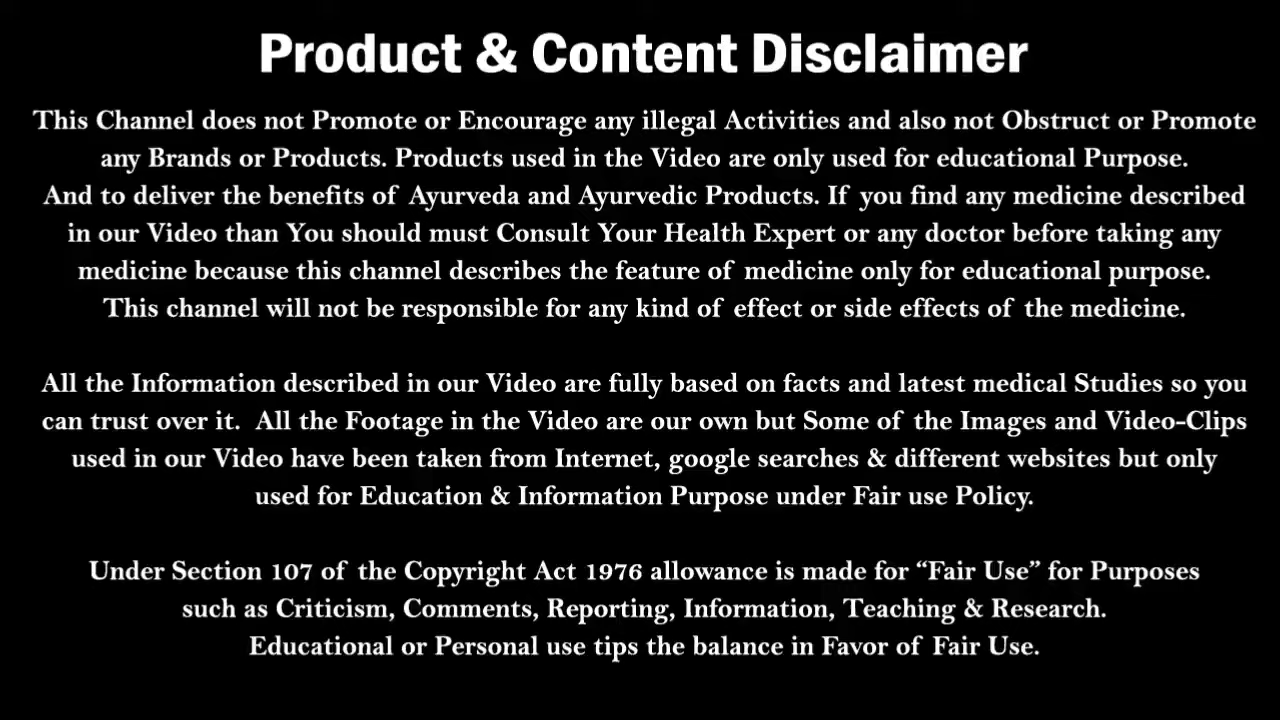 Product & Content Disclaimer
This Channel does not Promote or Encourage any illegal Activities and also not Obstruct or Promote
any Brands or Products. Products used in the Video are only used for educational Purpose.
And to deliver the benefits of Ayurveda and Ayurvedic Products. If you find any medicine described
in our Video than You should must Consult Your Health Expert or any doctor before taking any
medicine because this channel describes the feature of medicine only for educational purpose.
This channel will not be responsible for any kind of effect or side effects of the medicine.
All the Information described in our Video are fully based on facts and latest medical Studies so you
can trust over it. All the Footage in the Video are our own but Some of the Images and Video-Clips
used in our Video have been taken from Internet, google searches & different websites but only
used for Education & Information Purpose under Fair use Policy.
Under Section 107 of the Copyright Act 1976 allowance is made for “Fair Use” for Purposes
such as Criticism, Comments, Reporting, Information, Teaching & Research.
Educational or Personal use tips the balance in Favor of Fair Use.